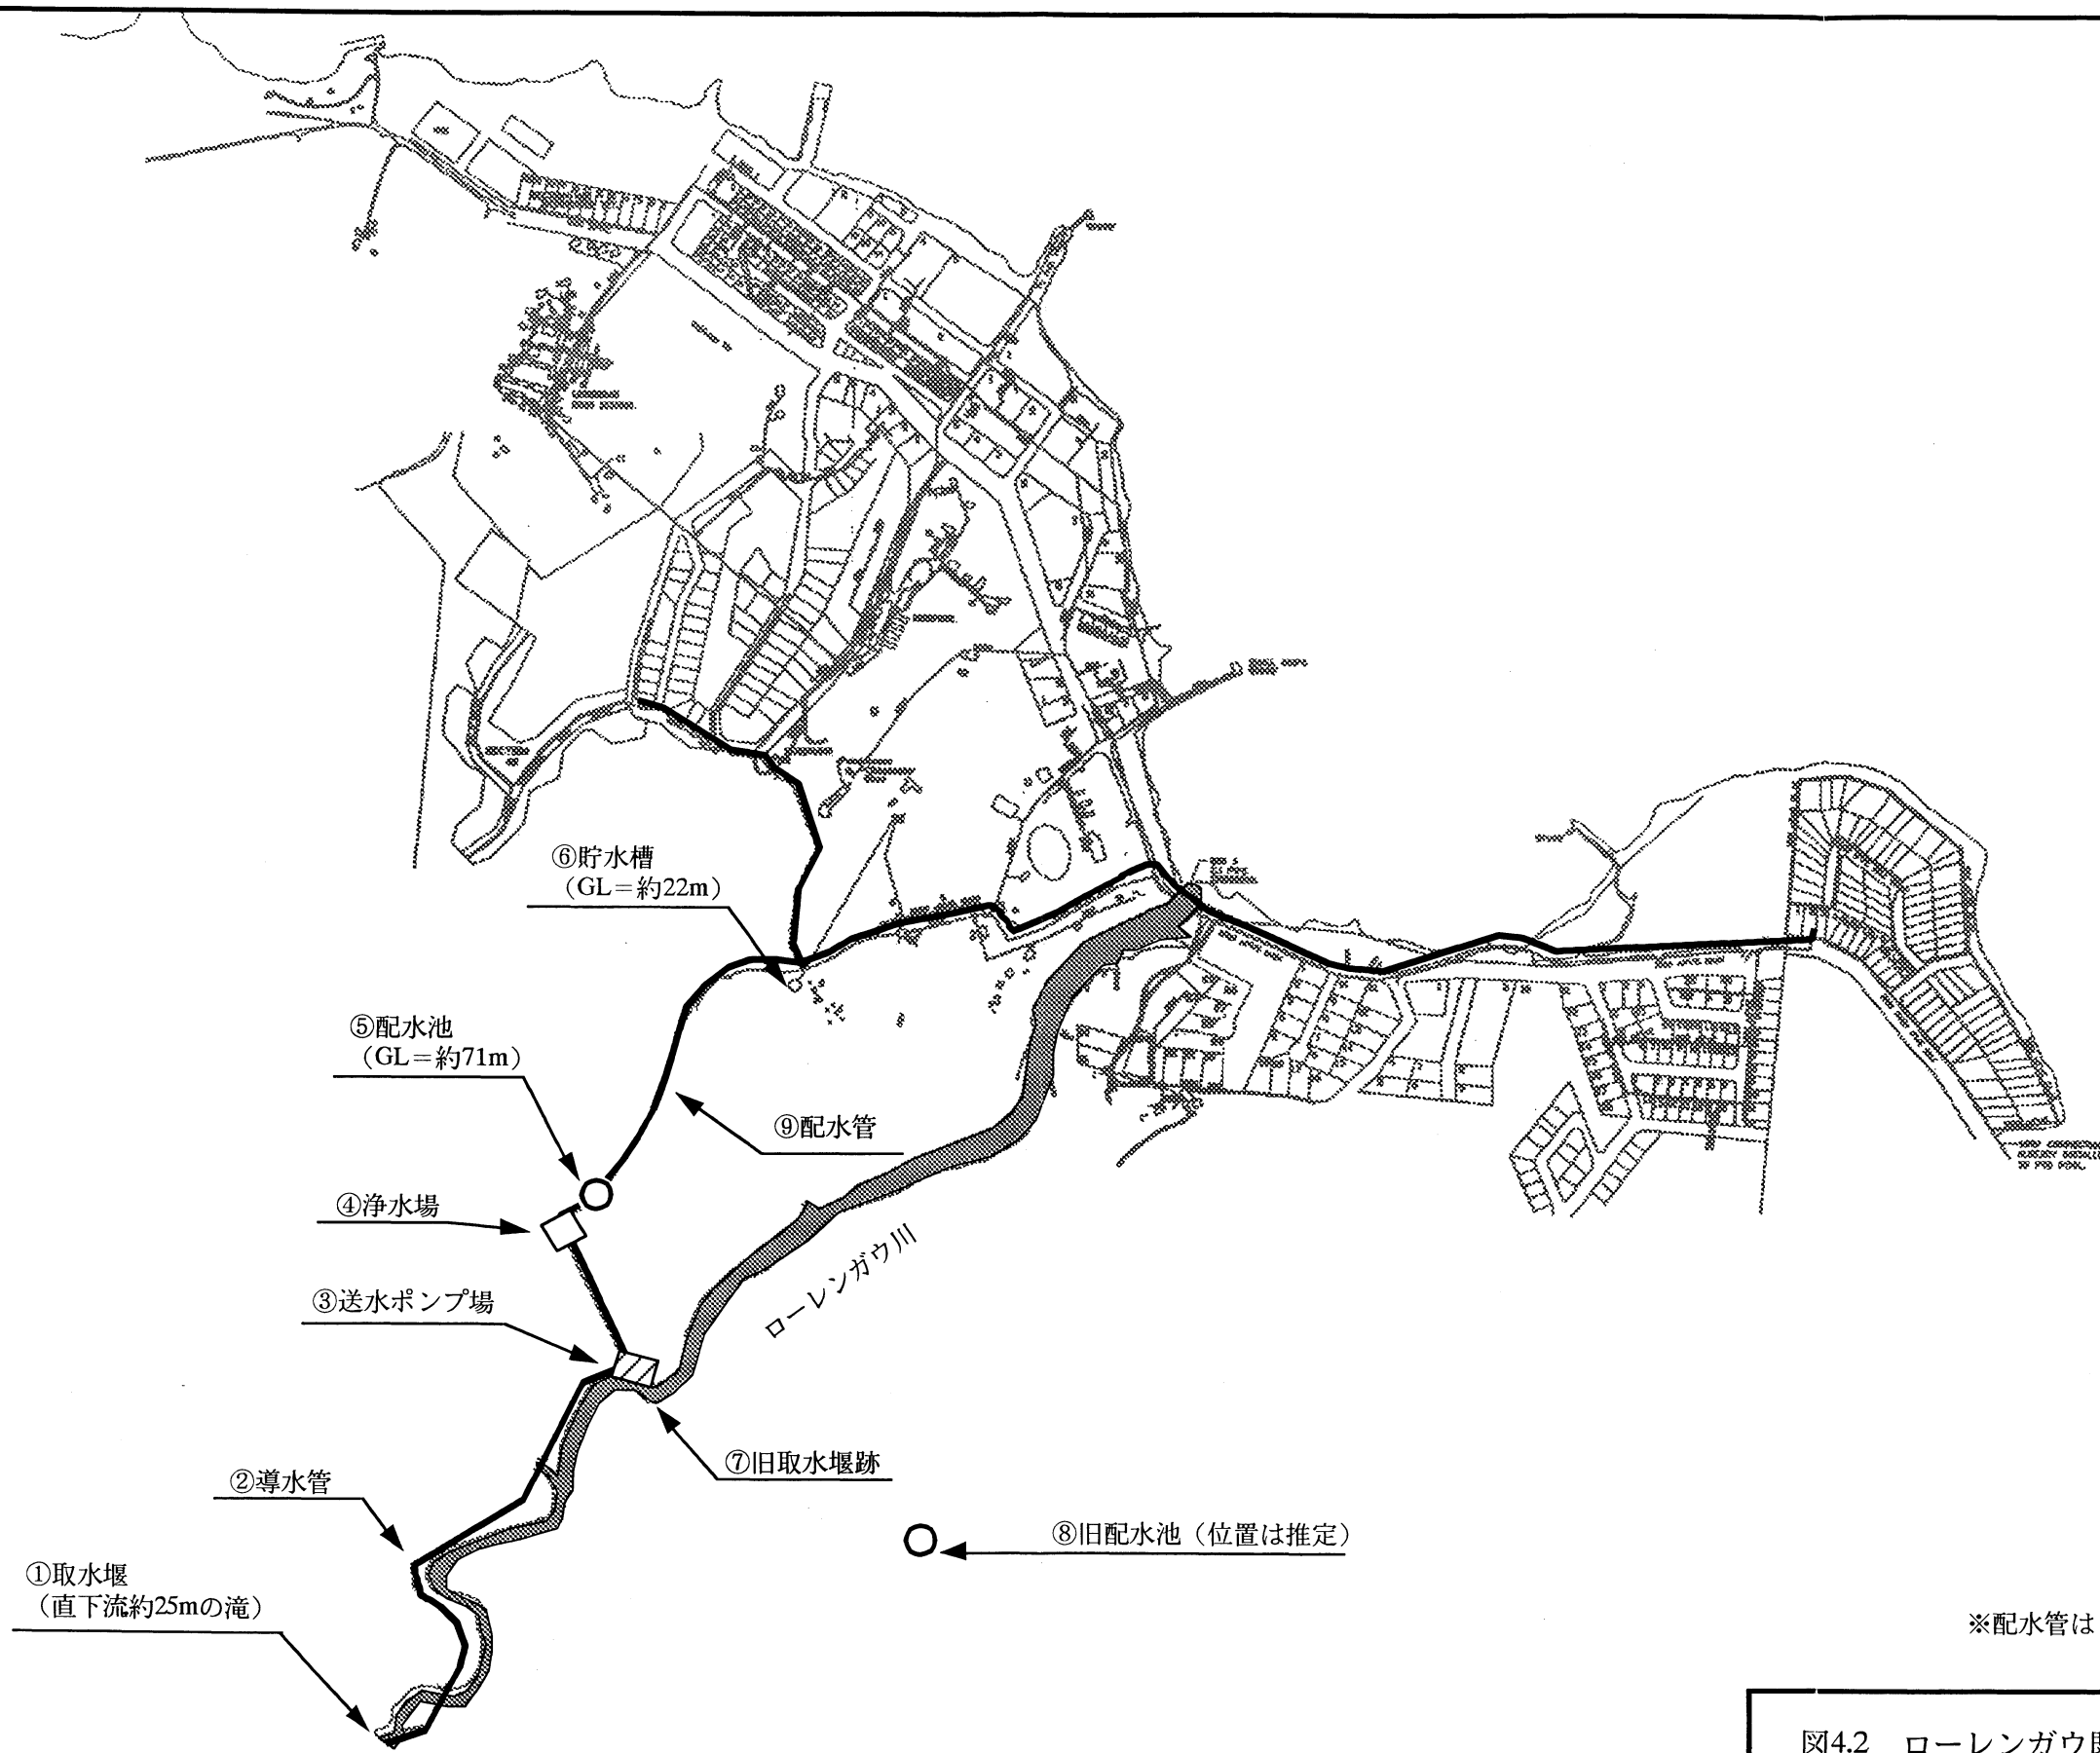 ⑥貯水槽
（GL＝約22m）
⑤配水池
（GL＝約71m）
⑨配水管
④浄水場
③送水ポンプ場
ローレンガウ川
⑦旧取水堰跡
②導水管
⑧旧配水池（位置は推定）
①取水堰
（直下流約25mの滝）
※配水管は
図4.2　ローレンガウ